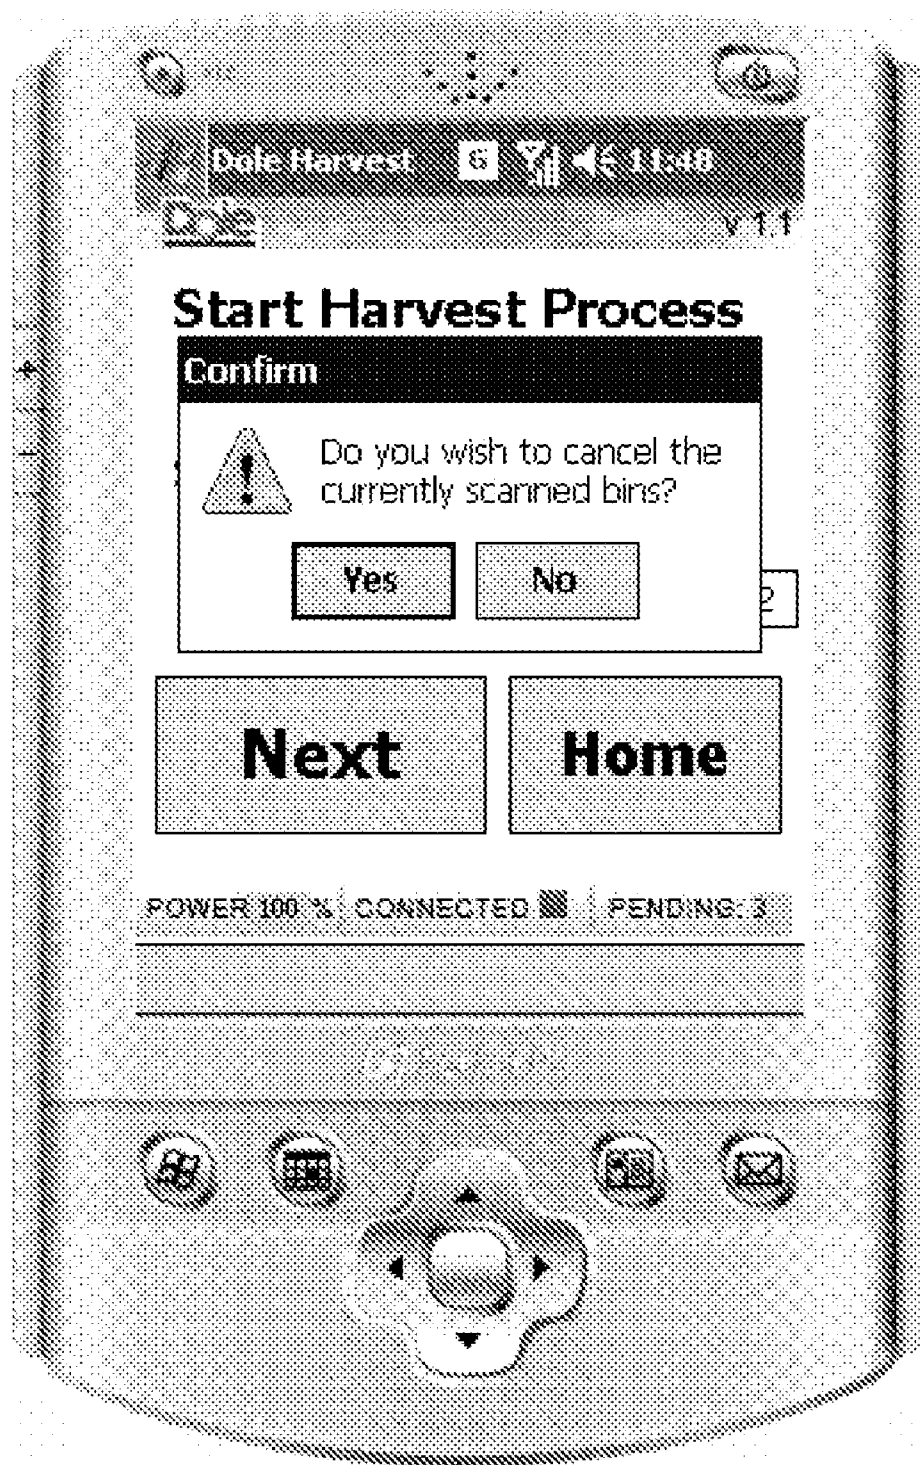 Dole Harvest G 11:48
Dole v 1.1
Start Harvest Process
Confirm
Do you wish to cancel the
currently scanned bins?
Yes No
2
Next Home
POWER 100 % CONNECTED PENDING: 3